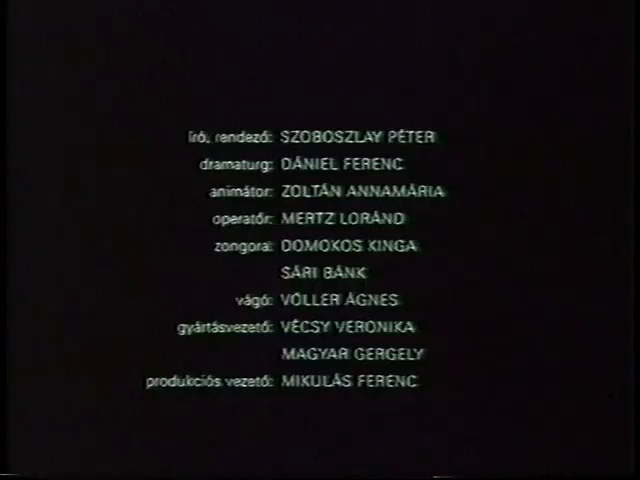 író, rendező: SZOBOSZLAY PÉTER
dramaturg: DÁNIEL FERENC
animátor: ZOLTÁN ANNAMÁRIA
operatőr: MERTZ LORÁND
zongora: DOMOKOS KINGA
SÁRI BÁNK
vágó: VÖLLER ÁGNES
gyártásvezető: VÉCSY VERONIKA
MAGYAR GERGELY
produkciós vezető: MIKULÁS FERENC